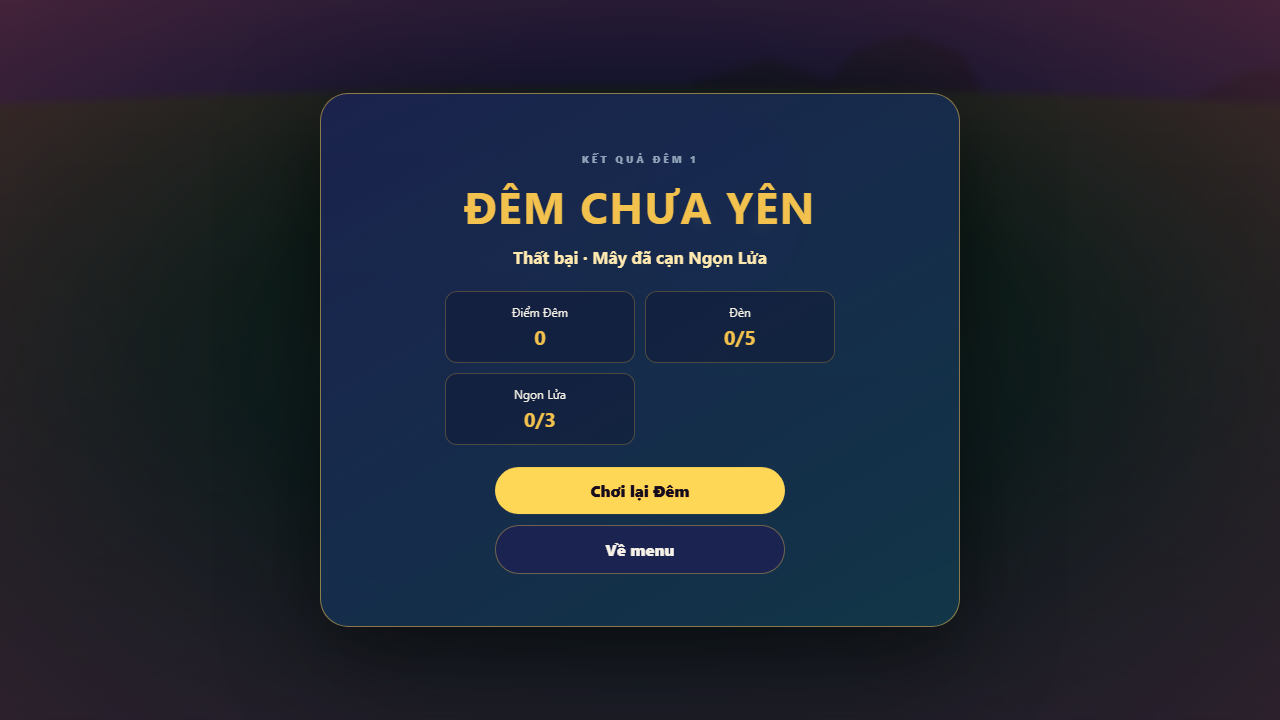 KẾT QUẢ ĐÊM 1
ĐÊM CHƯA YÊN
Thất bại · Mây đã cạn Ngọn Lửa
Điểm Đêm
0
Đèn
0/5
Ngọn Lửa
0/3
Chơi lại Đêm
Về menu